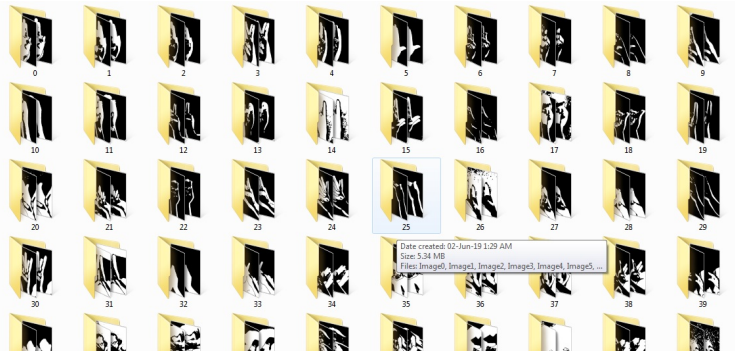 0 1 2 3 4 5 6 7 8 9
10 11 12 13 14 15 16 17 18 19
20 21 22 23 24 25 26 27 28 29
Date created: 02-Jun-19 1:29 AM
Size: 5.34 MB
Files: Image0, Image1, Image2, Image3, Image4, Image5, ...
30 31 32 33 34 35 36 37 38 39